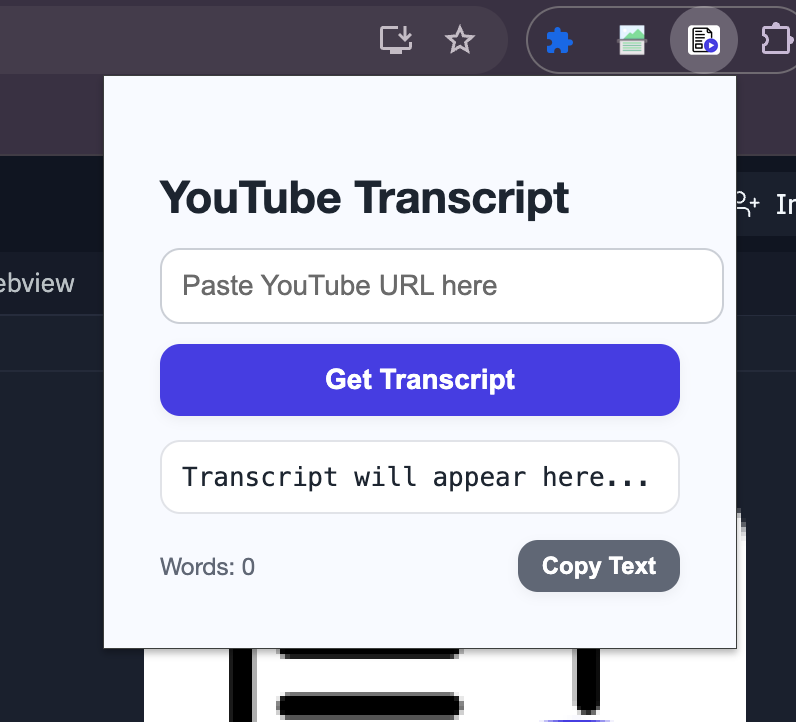 In
ebview
YouTube Transcript
Paste YouTube URL here
Get Transcript
Transcript will appear here...
Words: 0
Copy Text